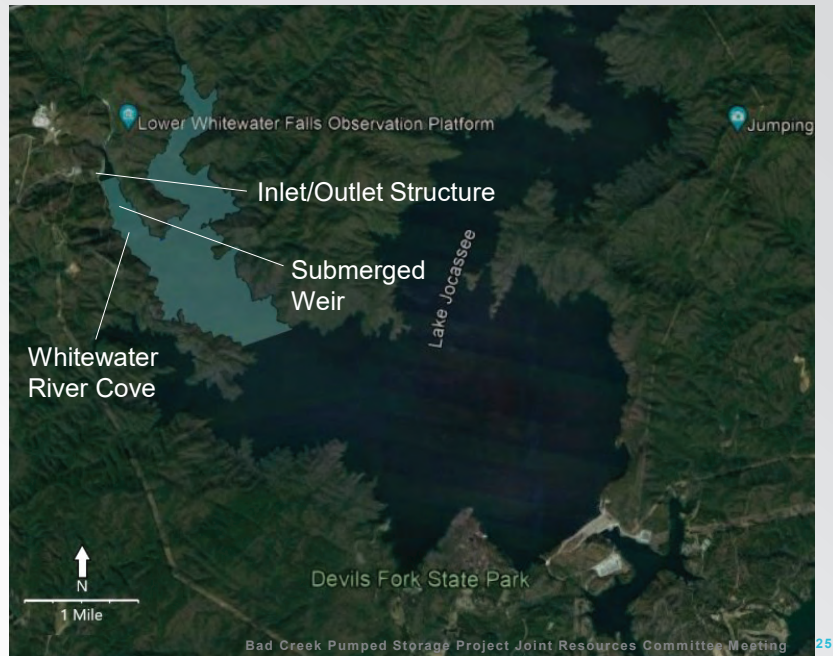 Lower Whitewater Falls Observation Platform
Jumping
Inlet/Outlet Structure
Submerged
Weir
Lake Jocassee
Whitewater
River Cove
N
1 Mile
Devils Fork State Park
Bad Creek Pumped Storage Project Joint Resources Committee Meeting 25